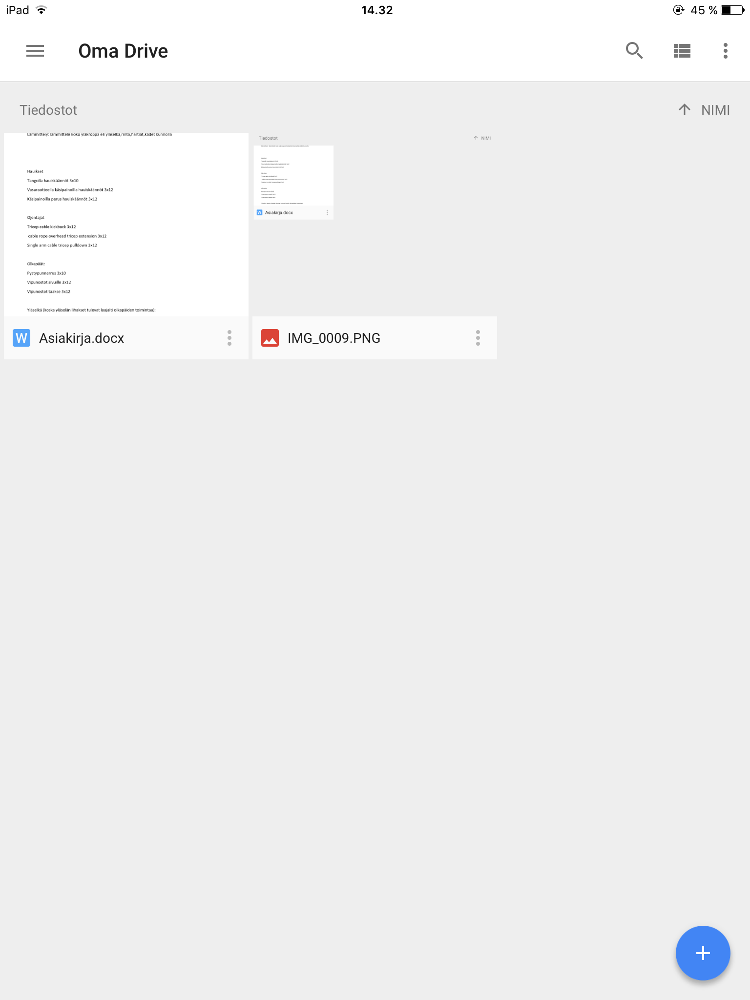 iPad
14.32
45 %
Oma Drive
Tiedostot
NIMI
Lämmittely: lämmittele koko yläkroppa eli yläselkä,rinta,hartiat,kädet kunnolla
Hauikset
Tangolla hauiskäännöt 3x10
Vasaraotteella käsipainoilla hauiskäännöt 3x12
Käsipainoilla perus hauiskäännöt 3x12
Ojentajat
Tricep cable kickback 3x12
cable rope overhead tricep extension 3x12
Single arm cable tricep pulldown 3x12
Olkapäät:
Pystypunnerrus 3x10
Vipunostot sivuille 3x12
Vipunostot taakse 3x12
Yläselkä (koska yläselän lihakset tulevat laajalti olkapäiden toimintaa):
W Asiakirja.docx
Tiedostot
NIMI
W Asiakirja.docx
IMG_0009.PNG